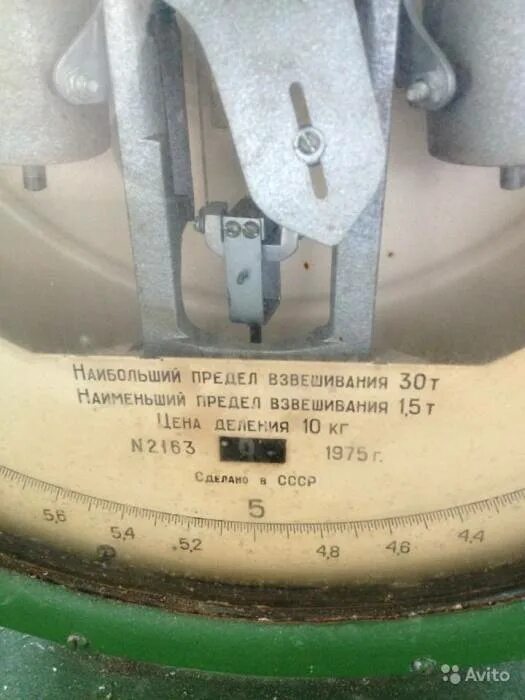 Наибольший предел взвешивания 30 т
Наименьший предел взвешивания 1,5 т
Цена деления 10 кг
N2163 1975 г.
Сделано в СССР
5
5,6 5,4 5,2 4,8 4,6 4,4
Avito